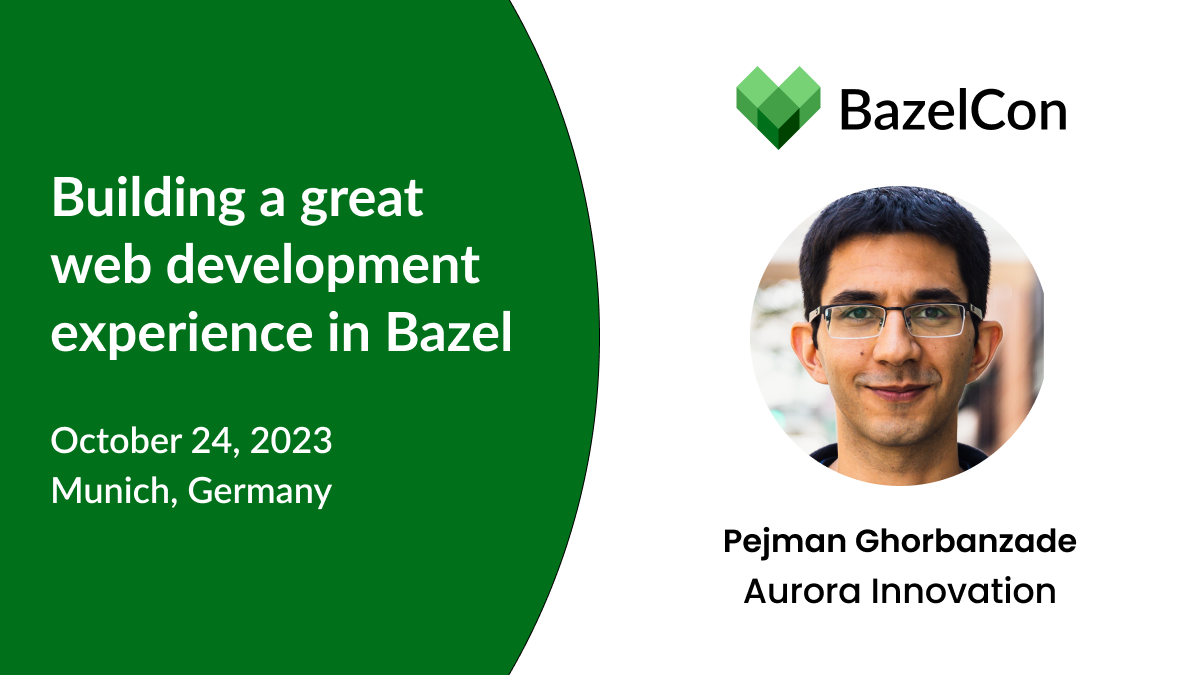 Building a great
web development
experience in Bazel
October 24, 2023
Munich, Germany
BazelCon
Pejman Ghorbanzade
Aurora Innovation